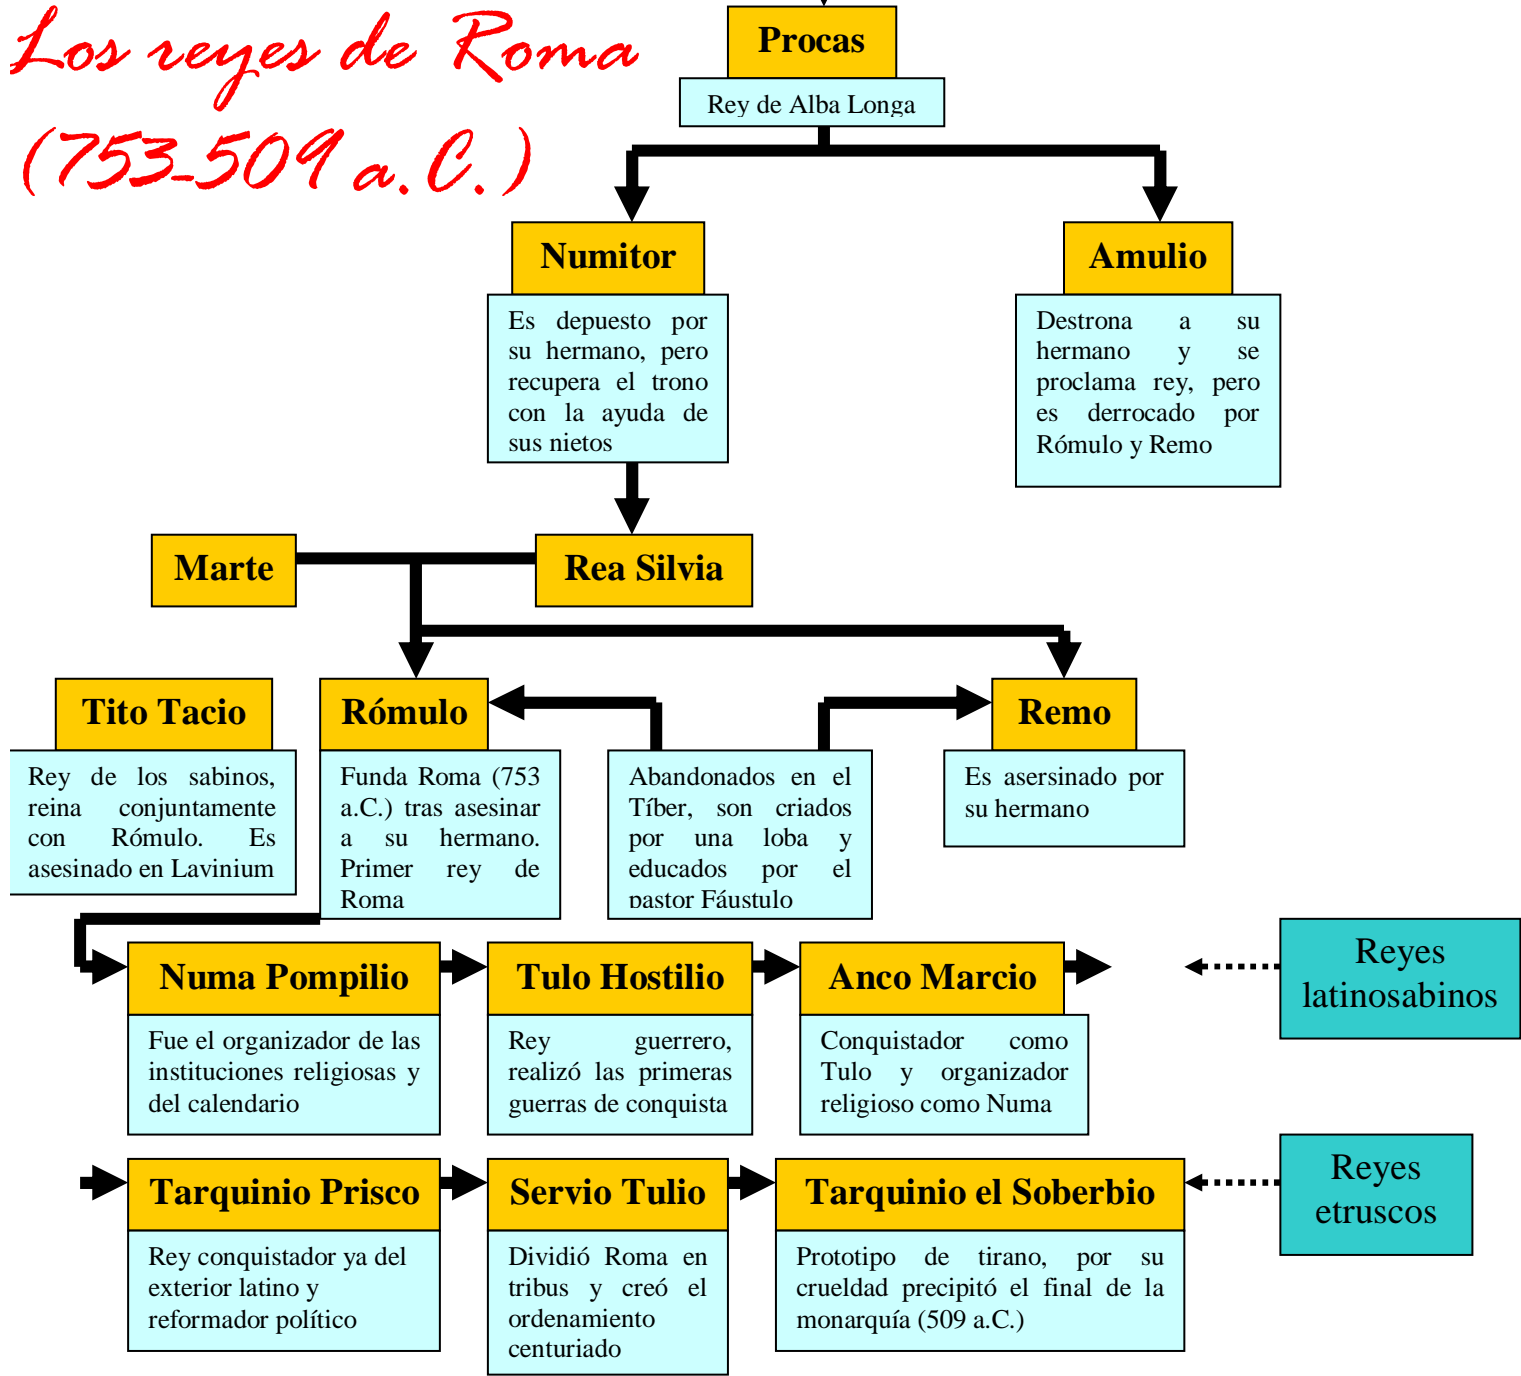 Los reyes de Roma
(753-509 a.C.)
Procas
Rey de Alba Longa
Numitor
Es depuesto por
su hermano, pero
recupera el trono
con la ayuda de
sus nietos
Amulio
Destrona a su
hermano y se
proclama rey, pero
es derrocado por
Rómulo y Remo
Marte
Rea Silvia
Tito Tacio
Rey de los sabinos,
reina conjuntamente
con Rómulo. Es
asesinado en Lavinium
Rómulo
Funda Roma (753
a.C.) tras asesinar
a su hermano.
Primer rey de
Roma
Abandonados en el
Tíber, son criados
por una loba y
educados por el
pastor Fáustulo
Remo
Es asersinado por
su hermano
Numa Pompilio
Fue el organizador de las
instituciones religiosas y
del calendario
Tulo Hostilio
Rey guerrero,
realizó las primeras
guerras de conquista
Anco Marcio
Conquistador como
Tulo y organizador
religioso como Numa
Reyes
latinosabinos
Tarquinio Prisco
Rey conquistador ya del
exterior latino y
reformador político
Servio Tulio
Dividió Roma en
tribus y creó el
ordenamiento
centuriado
Tarquinio el Soberbio
Prototipo de tirano, por su
crueldad precipitó el final de la
monarquía (509 a.C.)
Reyes
etruscos